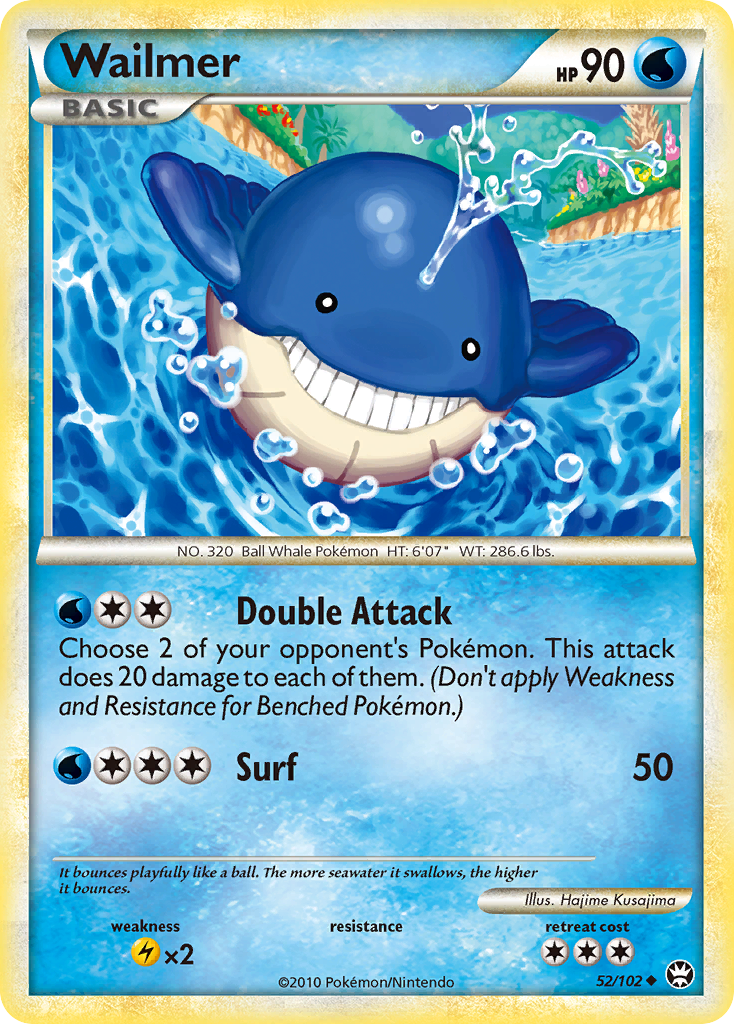 Wailmer
HP 90
BASIC
NO. 320 Ball Whale Pokémon HT: 6'07" WT: 286.6 lbs.
Double Attack
Choose 2 of your opponent's Pokémon. This attack
does 20 damage to each of them. (Don't apply Weakness
and Resistance for Benched Pokémon.)
Surf 50
It bounces playfully like a ball. The more seawater it swallows, the higher
it bounces.
Illus. Hajime Kusajima
weakness resistance retreat cost
×2
©2010 Pokémon/Nintendo 52/102